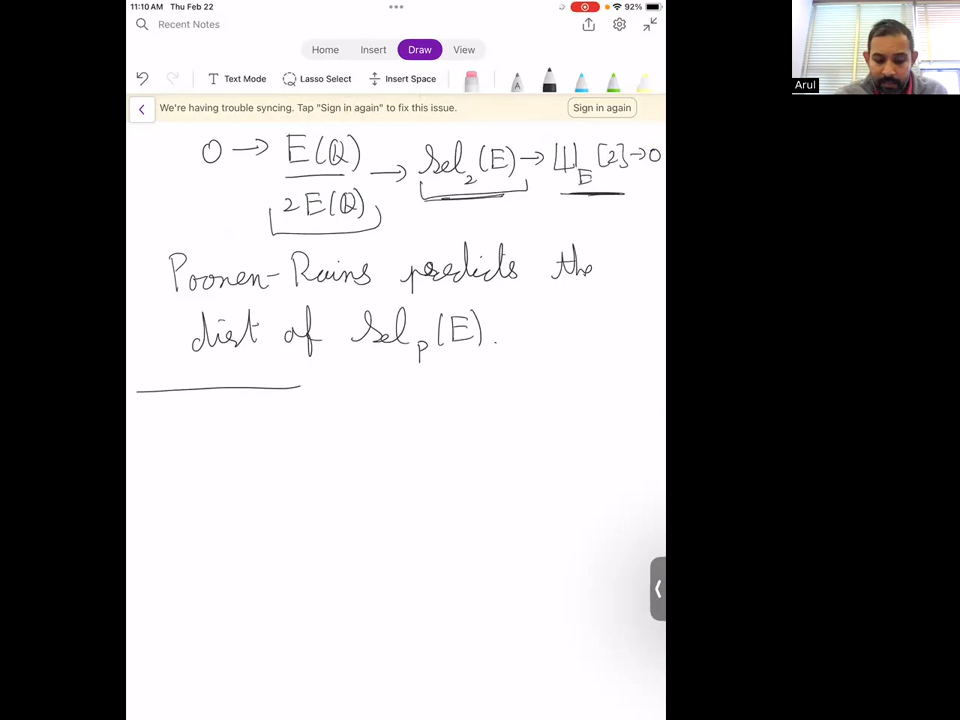 11:10 AM Thu Feb 22
92%
Recent Notes
Home Insert Draw View
Text Mode Lasso Select Insert Space
A
We're having trouble syncing. Tap "Sign in again" to fix this issue.
Sign in again
0 → E(ℚ)/2E(ℚ) → Sel₂(E) → Ш_E[2] → 0
Poonen-Rains predicts the
dist of Selₚ(E).
Arul